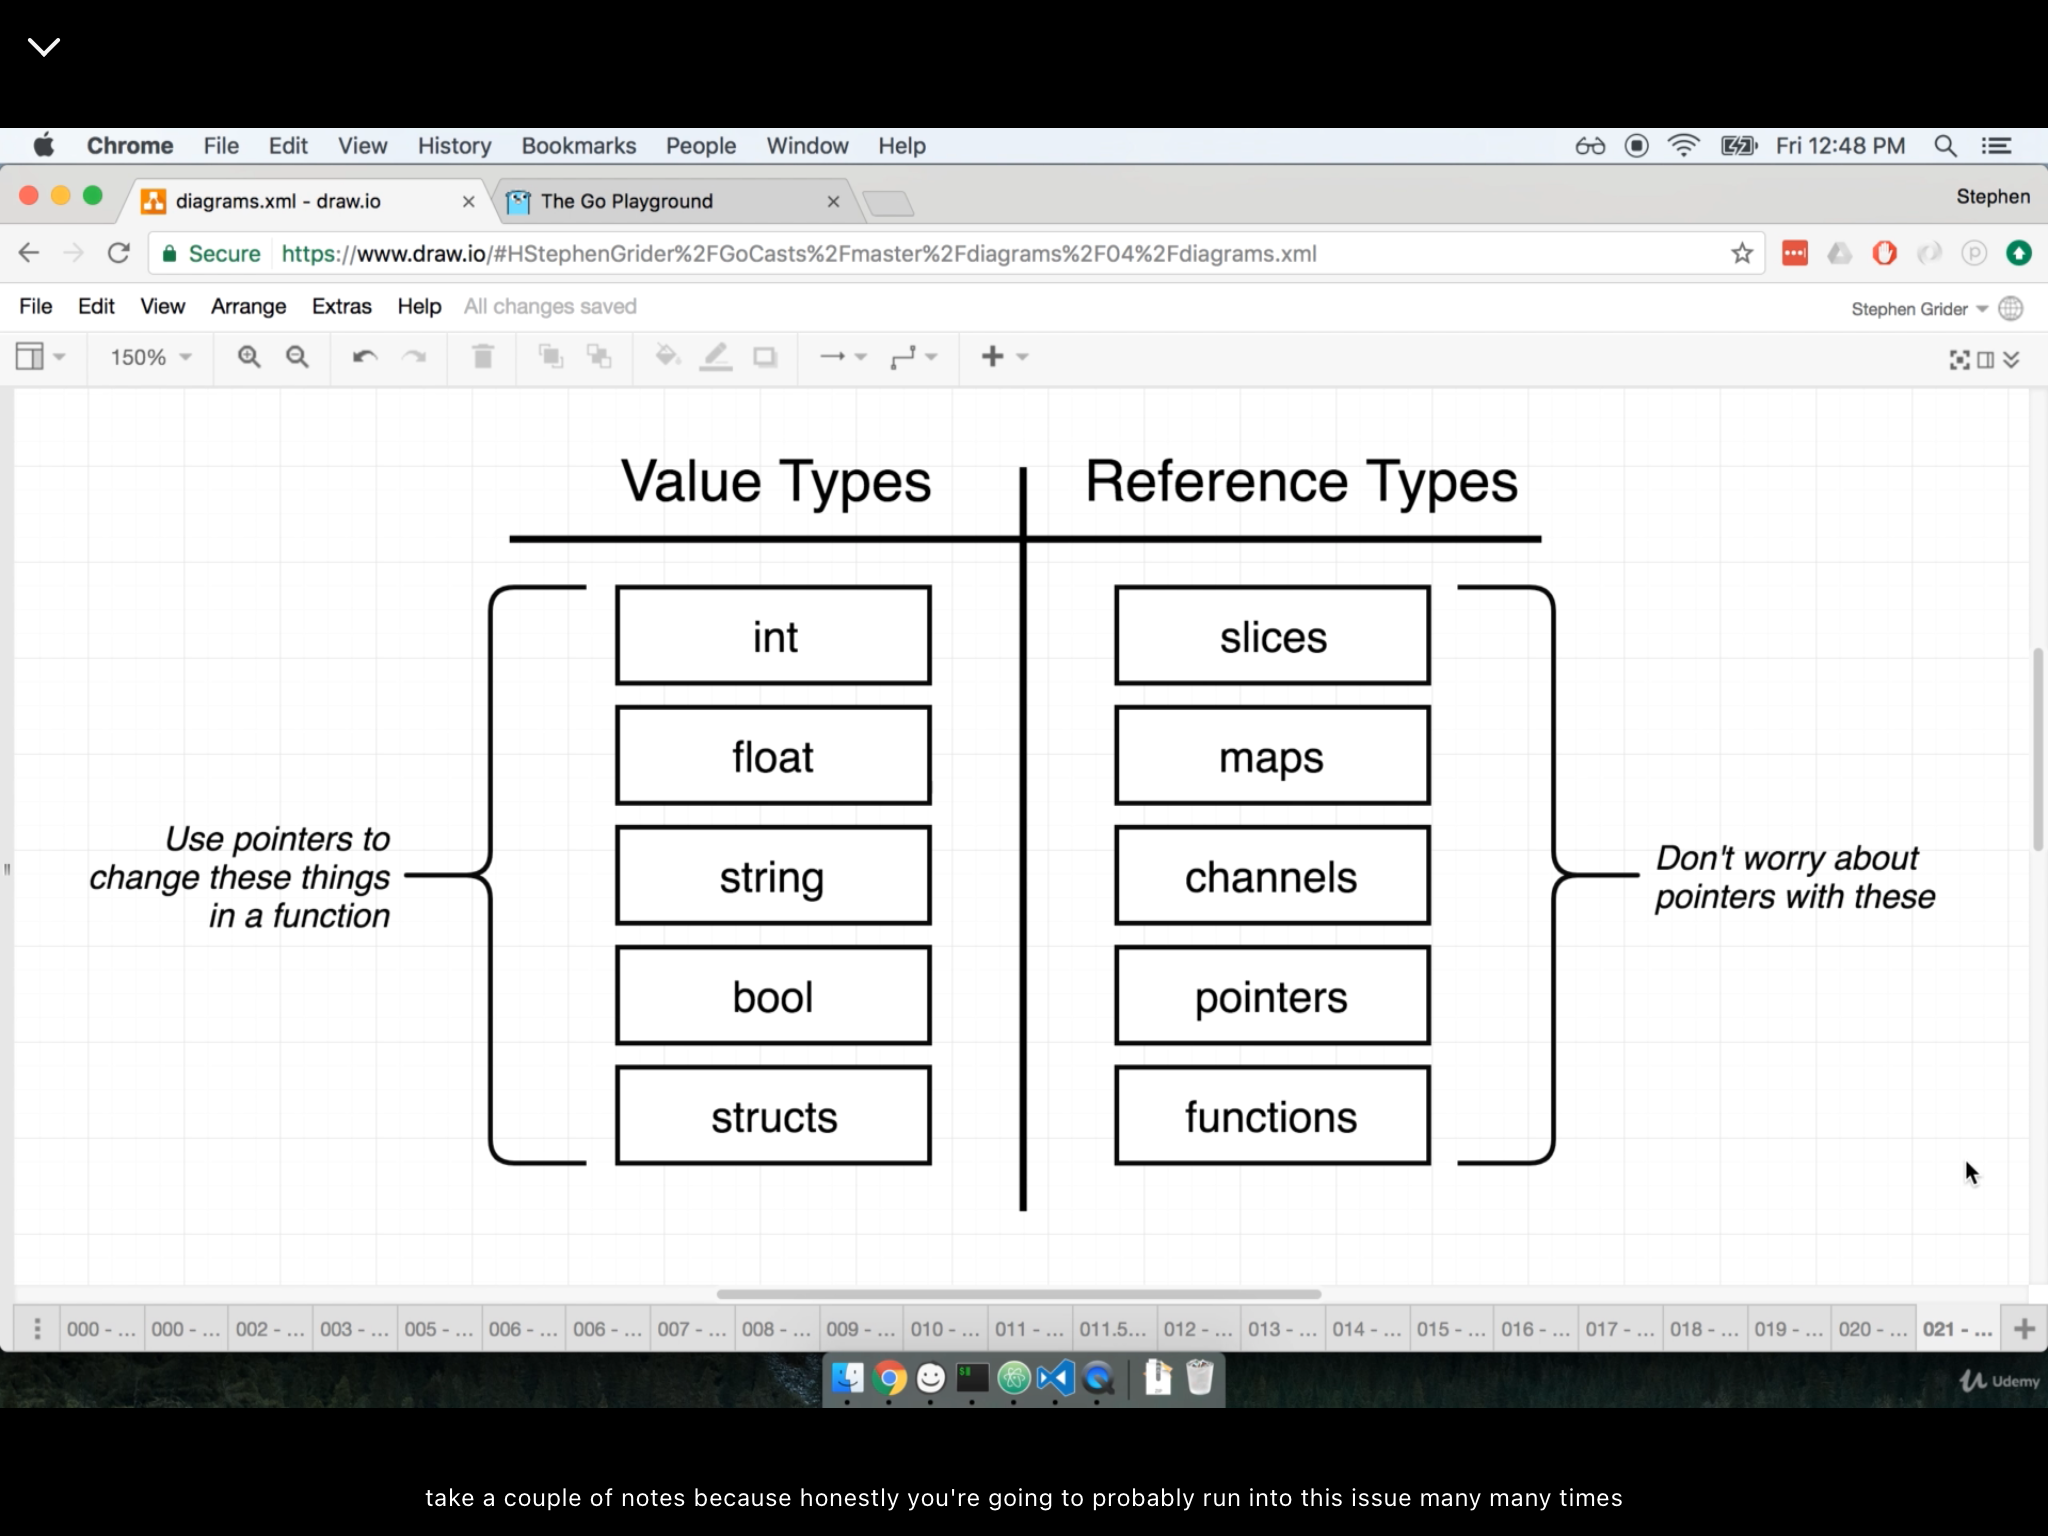 Chrome File Edit View History Bookmarks People Window Help Fri 12:48 PM
diagrams.xml - draw.io The Go Playground Stephen
Secure https://www.draw.io/#HStephenGrider%2FGoCasts%2Fmaster%2Fdiagrams%2F04%2Fdiagrams.xml
File Edit View Arrange Extras Help All changes saved Stephen Grider
150%
Value Types Reference Types
int slices
float maps
Use pointers to
change these things
in a function
string channels
Don't worry about
pointers with these
bool pointers
structs functions
000 - ... 000 - ... 002 - ... 003 - ... 005 - ... 006 - ... 006 - ... 007 - ... 008 - ... 009 - ... 010 - ... 011 - ... 011.5... 012 - ... 013 - ... 014 - ... 015 - ... 016 - ... 017 - ... 018 - ... 019 - ... 020 - ... 021 - ...
Udemy
take a couple of notes because honestly you're going to probably run into this issue many many times